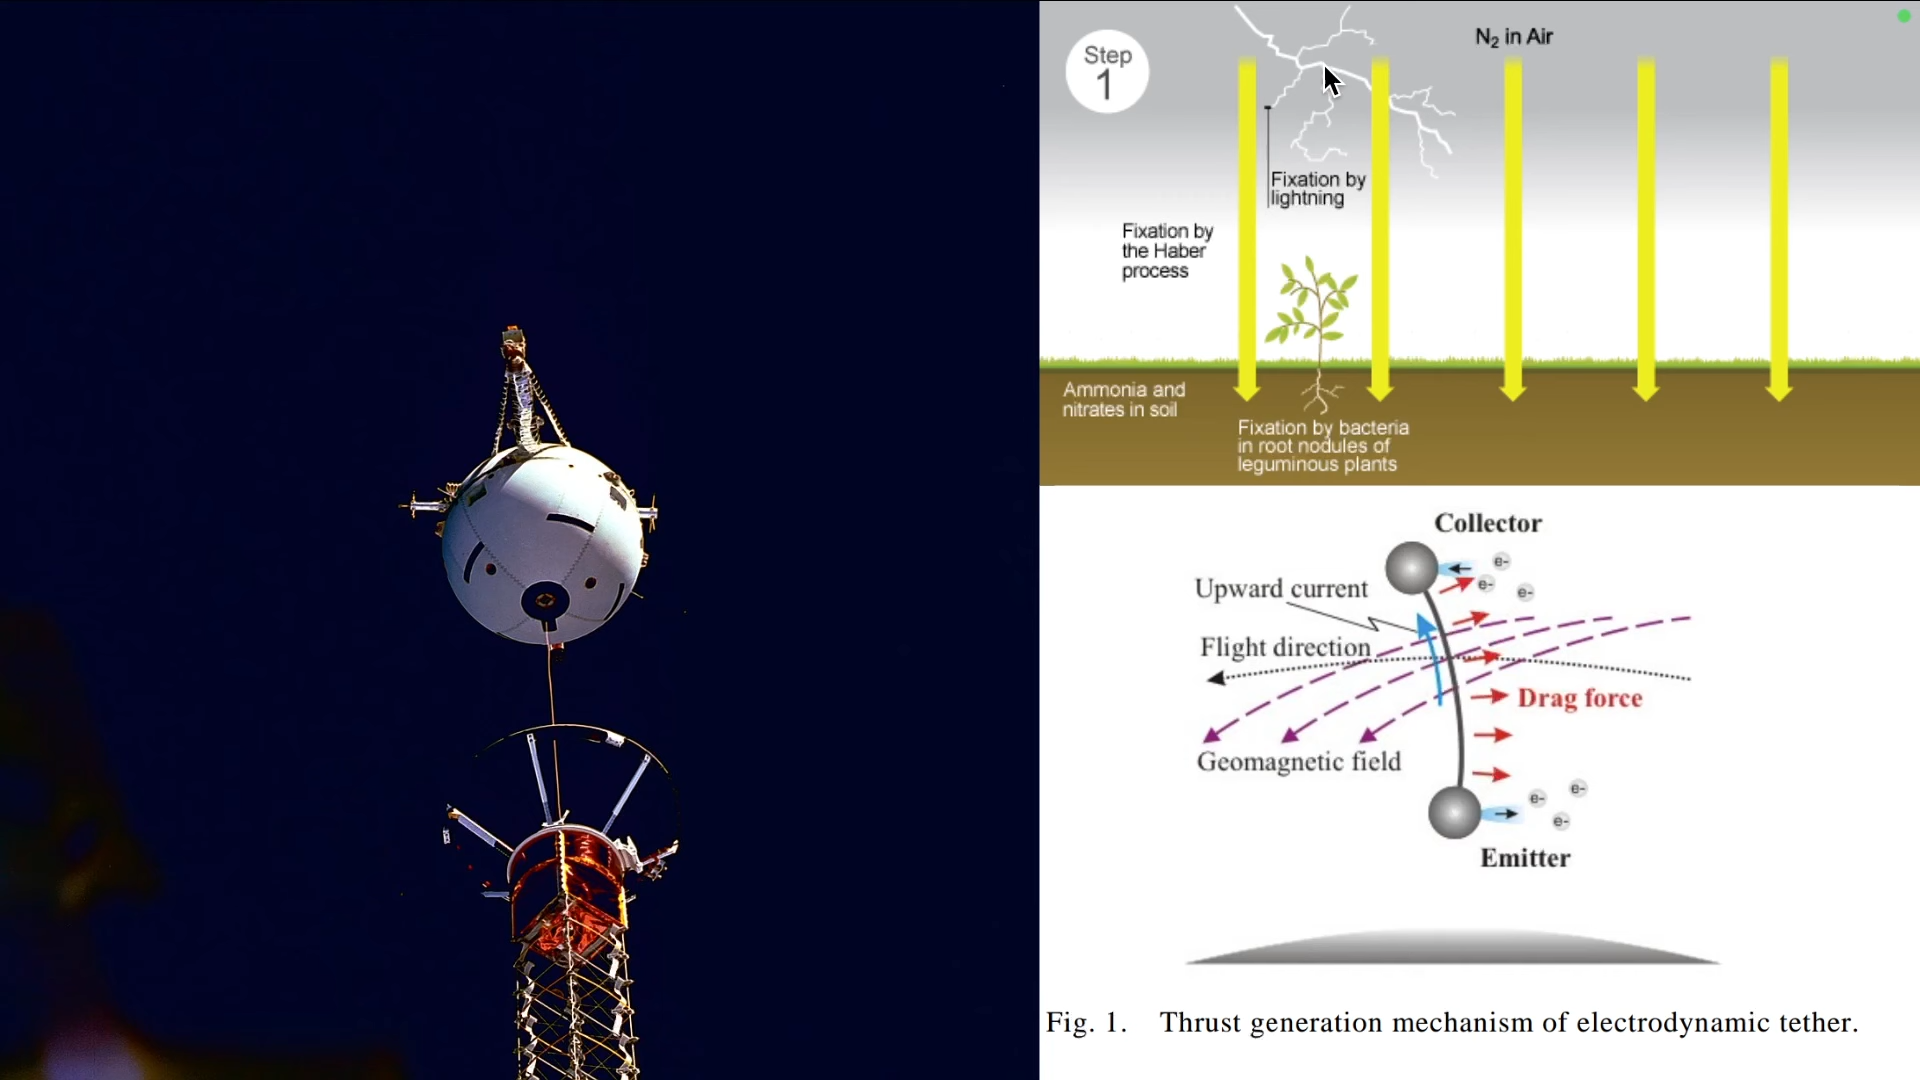 Step
1
N₂ in Air
Fixation by
lightning
Fixation by
the Haber
process
Ammonia and
nitrates in soil
Fixation by bacteria
in root nodules of
leguminous plants
Collector
e-
e-
e-
Upward current
Flight direction
Drag force
Geomagnetic field
e-
e-
e-
Emitter
Fig. 1. Thrust generation mechanism of electrodynamic tether.